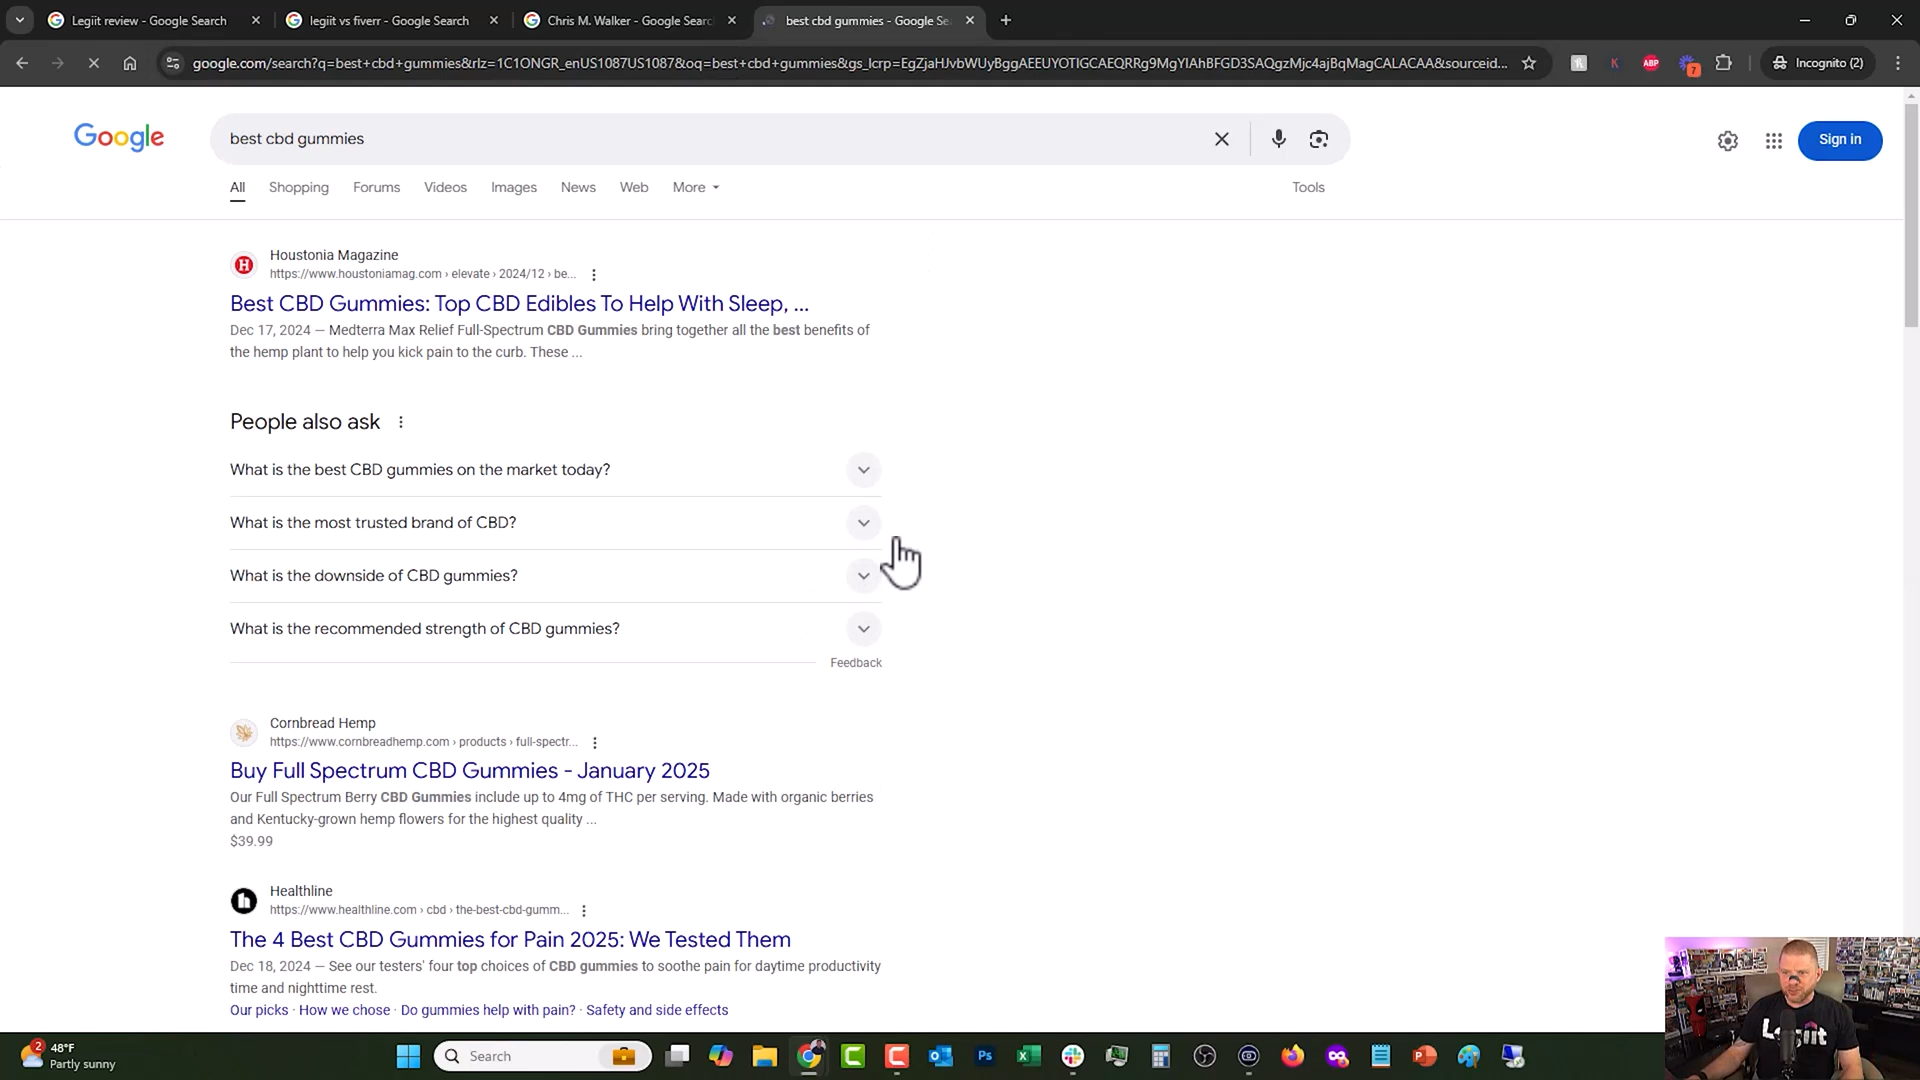 Legiit review - Google Search
legiit vs fiverr - Google Search
Chris M. Walker - Google Search
best cbd gummies - Google Se
google.com/search?q=best+cbd+gummies&rlz=1C1ONGR_enUS1087US1087&oq=best+cbd+gummies&gs_lcrp=EgZjaHJvbWUyBggAEEUYOTIGCAEQRRg9MgYIAhBFGD3SAQgzMjc4ajBqMagCALACAA&sourceid...
ABP
7
Incognito (2)
Google
best cbd gummies
Sign in
All
Shopping
Forums
Videos
Images
News
Web
More
Tools
Houstonia Magazine
https://www.houstoniamag.com › elevate › 2024/12 › be...
Best CBD Gummies: Top CBD Edibles To Help With Sleep, ...
Dec 17, 2024 — Medterra Max Relief Full-Spectrum CBD Gummies bring together all the best benefits of
the hemp plant to help you kick pain to the curb. These ...
People also ask
What is the best CBD gummies on the market today?
What is the most trusted brand of CBD?
What is the downside of CBD gummies?
What is the recommended strength of CBD gummies?
Feedback
Cornbread Hemp
https://www.cornbreadhemp.com › products › full-spectr...
Buy Full Spectrum CBD Gummies - January 2025
Our Full Spectrum Berry CBD Gummies include up to 4mg of THC per serving. Made with organic berries
and Kentucky-grown hemp flowers for the highest quality ...
$39.99
Healthline
https://www.healthline.com › cbd › the-best-cbd-gumm...
The 4 Best CBD Gummies for Pain 2025: We Tested Them
Dec 18, 2024 — See our testers' four top choices of CBD gummies to soothe pain for daytime productivity
time and nighttime rest.
Our picks · How we chose · Do gummies help with pain? · Safety and side effects
Legiit
2
48°F
Partly sunny
Search